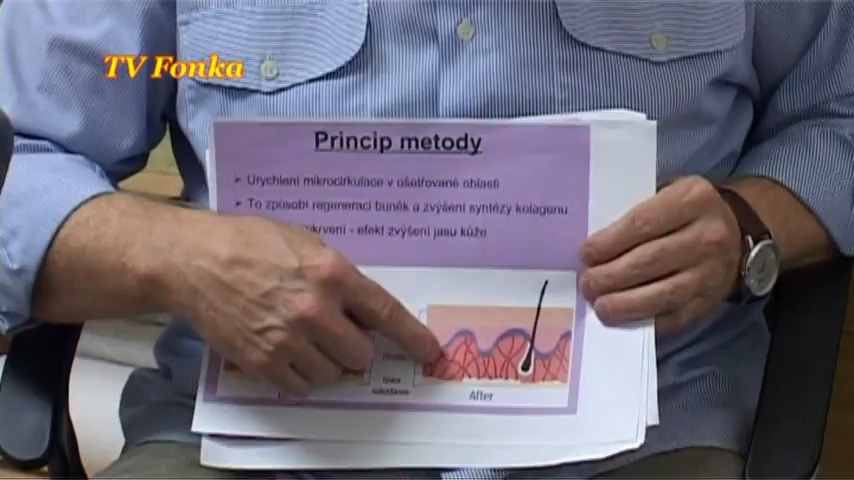 TV Fonka
Princip metody
➤ Urychlení mikrocirkulace v ošetřované oblasti
➤ To způsobí regeneraci buněk a zvýšení syntézy kolagenu
- efekt zvýšení jasu kůže
After